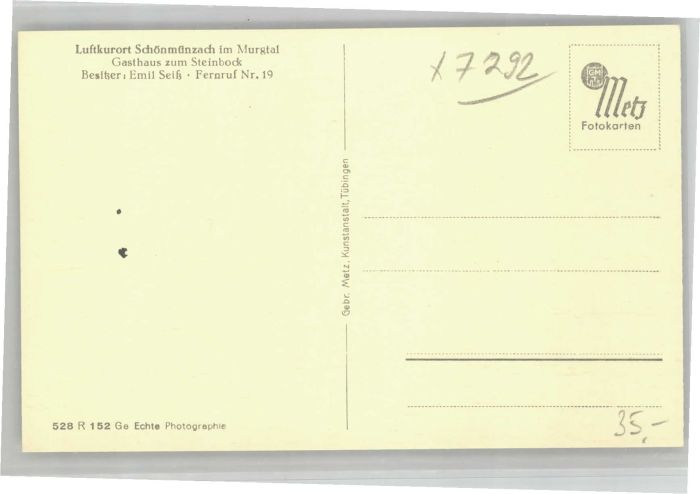 Luftkurort Schönmünzach im Murgtal
Gasthaus zum Steinbock
Besitzer: Emil Seiß · Fernruf Nr. 19
x 7292
GM
Metz
Fotokarten
Gebr. Metz, Kunstanstalt, Tübingen
528 R 152 Ge Echte Photographie
35,-